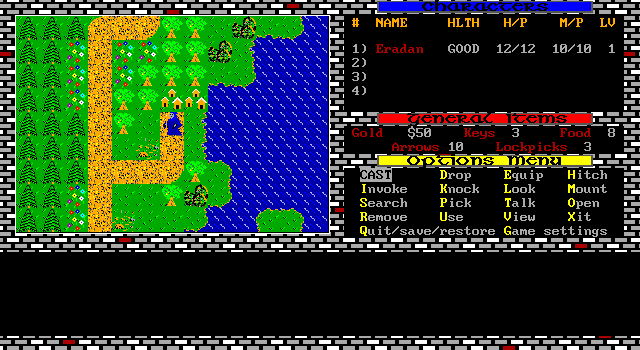 Characters
# NAME HLTH H/P M/P LV
1) Eradan GOOD 12/12 10/10 1
2)
3)
4)
General Items
Gold $50 Keys 3 Food 8
Arrows 10 Lockpicks 3
Options Menu
CAST Drop Equip Hitch
Invoke Knock Look Mount
Search Pick Talk Open
Remove Use View Xit
Quit/save/restore Game settings